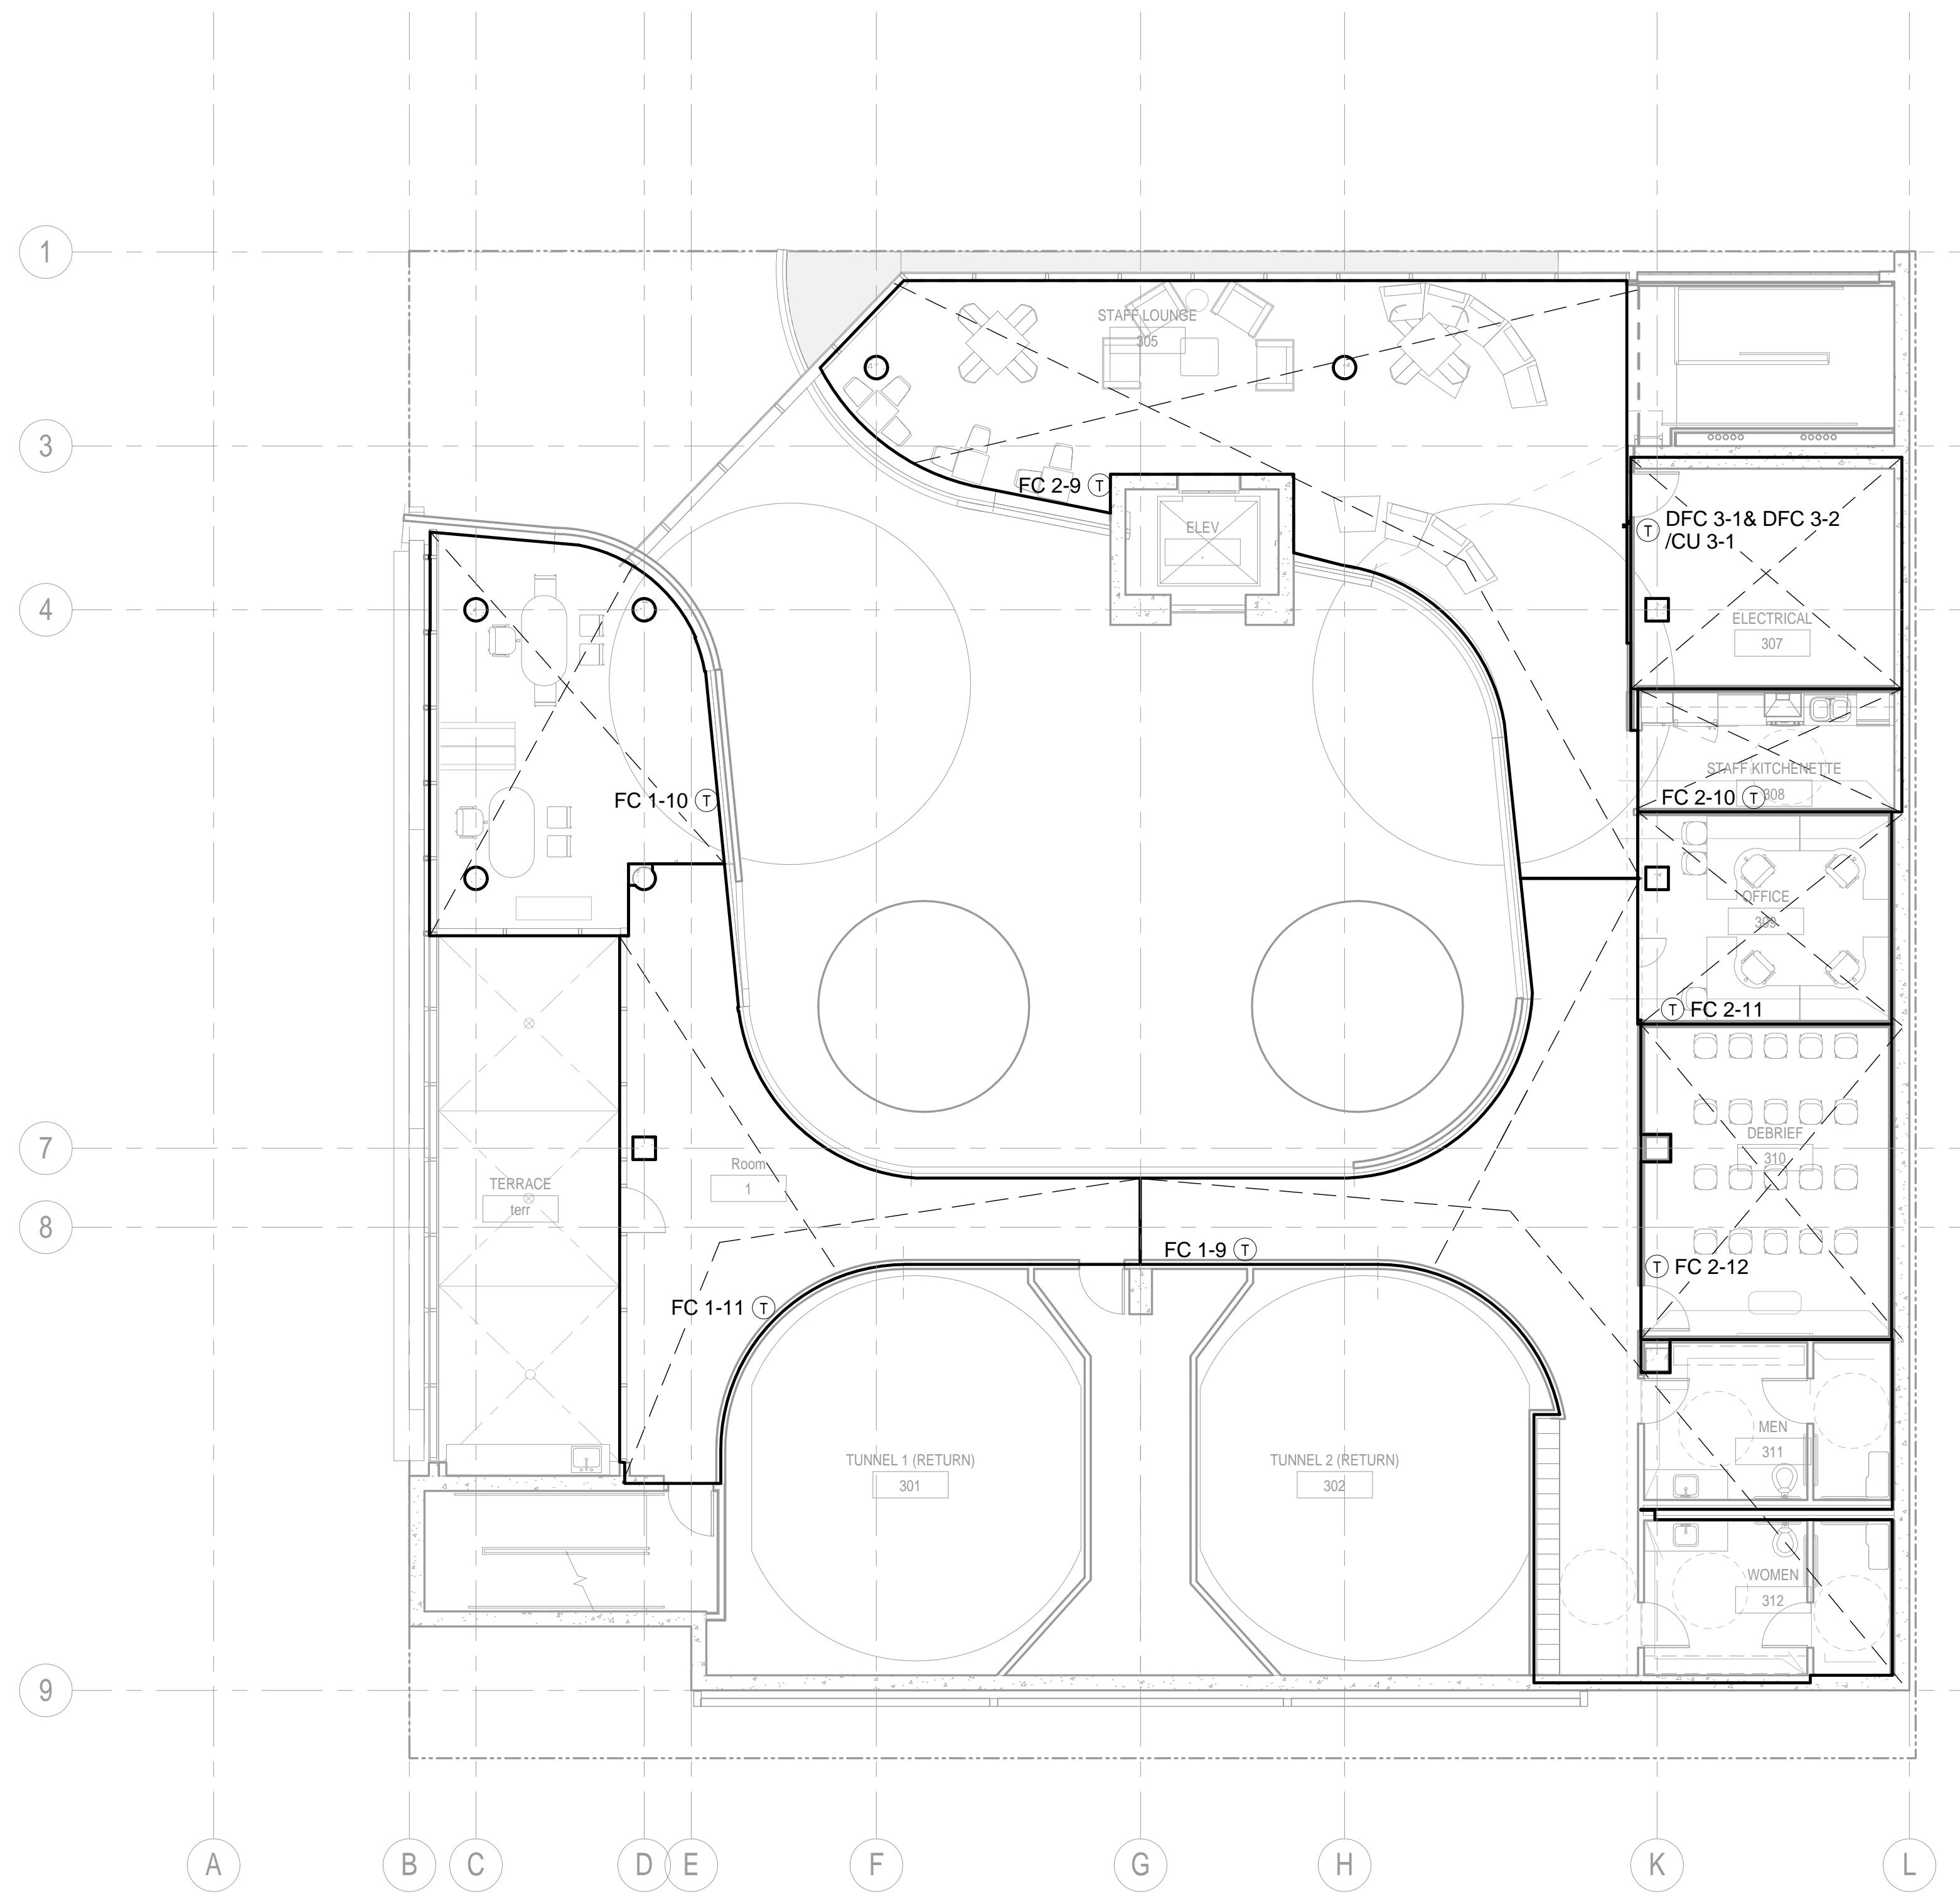 1
STAFF LOUNGE
305
3
FC 2-9 T
ELEV
T DFC 3-1& DFC 3-2
/CU 3-1
4
ELECTRICAL
307
STAFF KITCHENETTE
FC 1-10 T
FC 2-10 T 308
OFFICE
309
T FC 2-11
DEBRIEF
310
7
Room
1
TERRACE
terr
8
FC 1-9 T
T FC 2-12
FC 1-11 T
MEN
311
TUNNEL 1 (RETURN)
301
TUNNEL 2 (RETURN)
302
WOMEN
312
9
A B C D E F G H K L